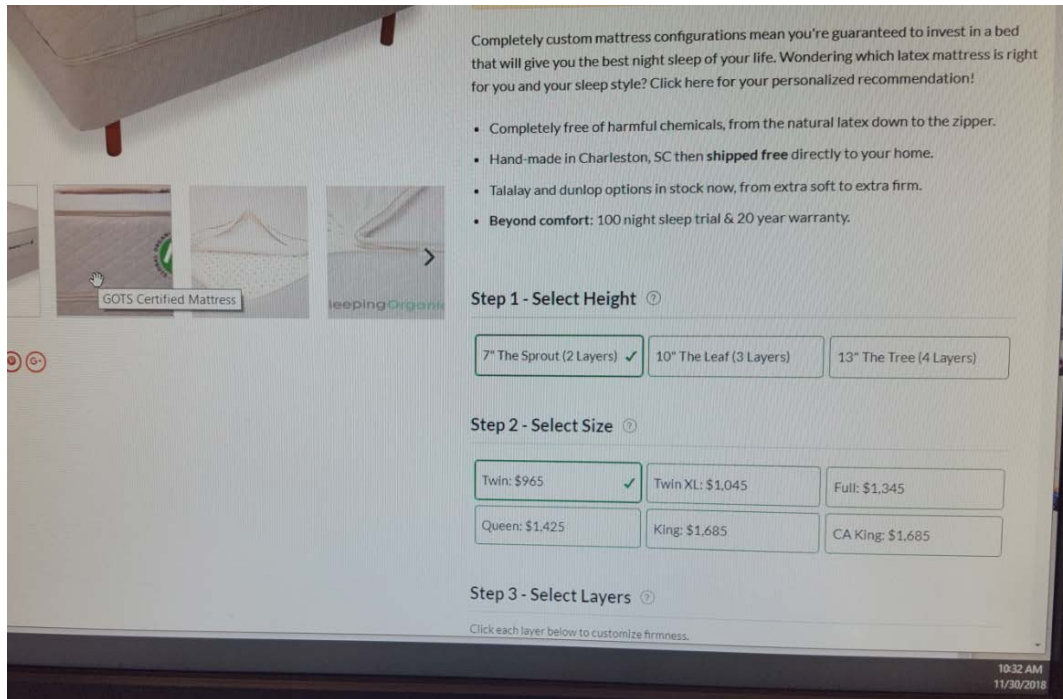 Completely custom mattress configurations mean you're guaranteed to invest in a bed
that will give you the best night sleep of your life. Wondering which latex mattress is right
for you and your sleep style? Click here for your personalized recommendation!
• Completely free of harmful chemicals, from the natural latex down to the zipper.
• Hand-made in Charleston, SC then shipped free directly to your home.
• Talalay and dunlop options in stock now, from extra soft to extra firm.
• Beyond comfort: 100 night sleep trial & 20 year warranty.
GOTS Certified Mattress
leepingOrgani
G+
Step 1 - Select Height ?
7" The Sprout (2 Layers) ✓ 10" The Leaf (3 Layers) 13" The Tree (4 Layers)
Step 2 - Select Size ?
Twin: $965 ✓ Twin XL: $1,045 Full: $1,345
Queen: $1,425 King: $1,685 CA King: $1,685
Step 3 - Select Layers ?
Click each layer below to customize firmness.
10:32 AM
11/30/2018